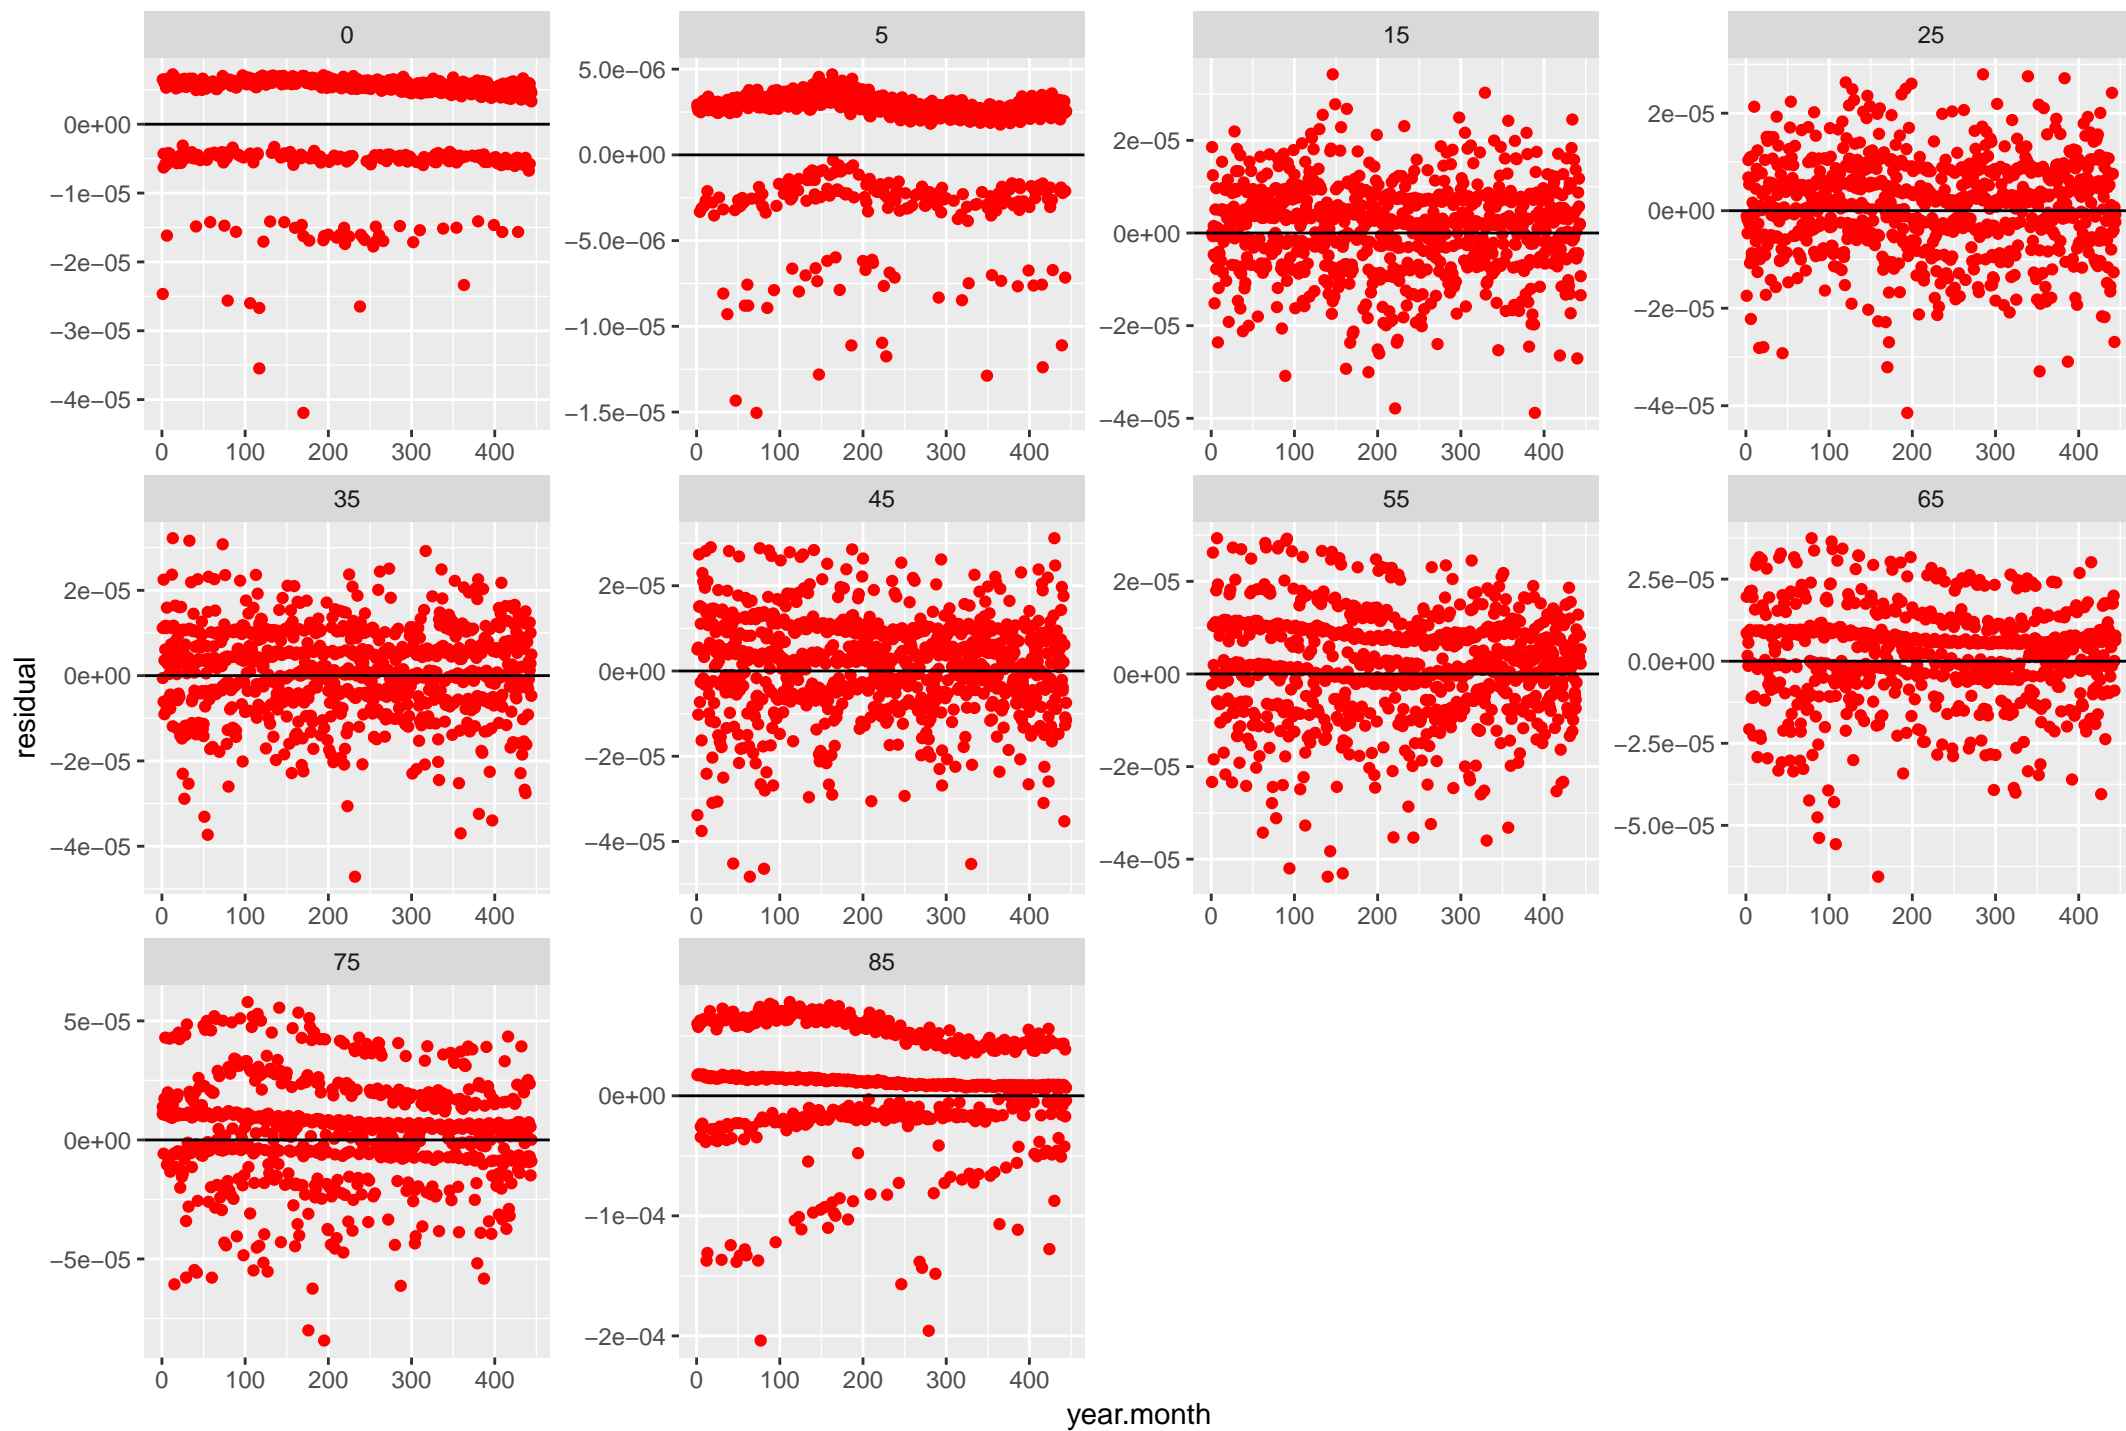 0 5 15 25
0e+00
−1e−05
−2e−05
−3e−05
−4e−05
5.0e−06
0.0e+00
−5.0e−06
−1.0e−05
−1.5e−05
2e−05
0e+00
−2e−05
−4e−05
2e−05
0e+00
−2e−05
−4e−05
0 100 200 300 400 0 100 200 300 400 0 100 200 300 400 0 100 200 300 400
35 45 55 65
2e−05
0e+00
−2e−05
−4e−05
2e−05
0e+00
−2e−05
−4e−05
2e−05
0e+00
−2e−05
−4e−05
2.5e−05
0.0e+00
−2.5e−05
−5.0e−05
0 100 200 300 400 0 100 200 300 400 0 100 200 300 400 0 100 200 300 400
residual
75 85
5e−05
0e+00
−5e−05
0e+00
−1e−04
−2e−04
0 100 200 300 400 0 100 200 300 400
year.month